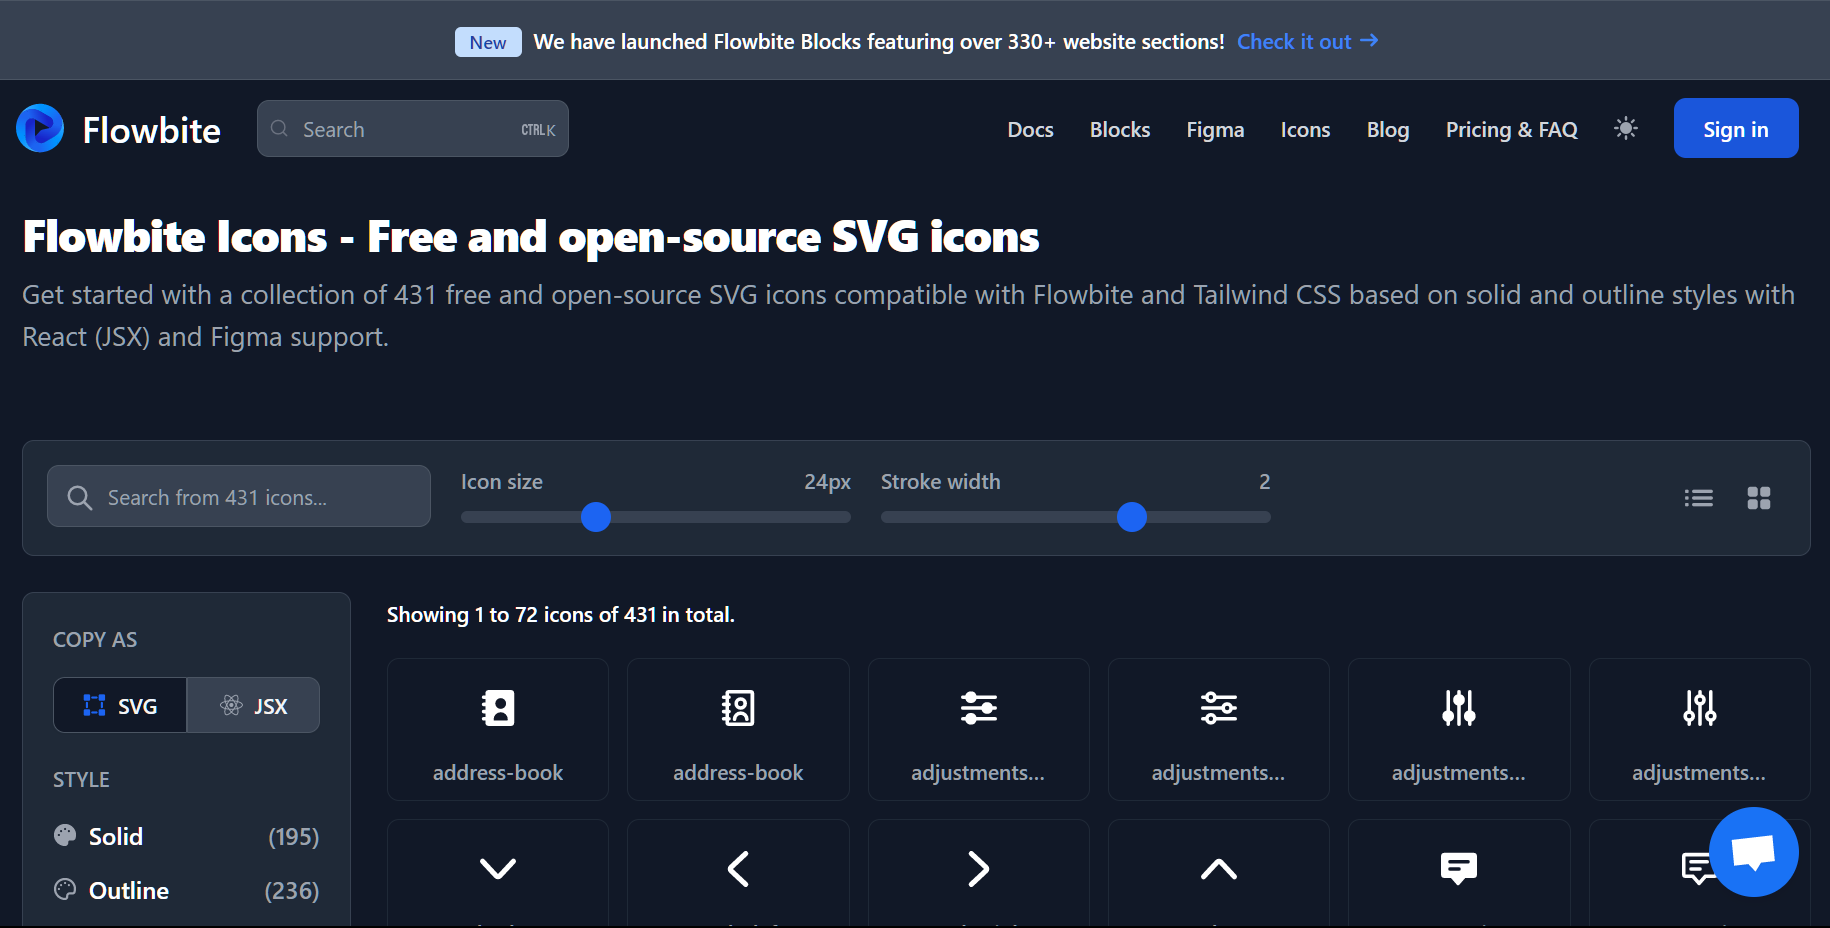 New We have launched Flowbite Blocks featuring over 330+ website sections! Check it out
Flowbite Search CTRL K Docs Blocks Figma Icons Blog Pricing & FAQ Sign in
Flowbite Icons - Free and open-source SVG icons
Get started with a collection of 431 free and open-source SVG icons compatible with Flowbite and Tailwind CSS based on solid and outline styles with
React (JSX) and Figma support.
Icon size 24px Stroke width 2
Search from 431 icons...
Showing 1 to 72 icons of 431 in total.
COPY AS
SVG JSX
address-book address-book adjustments... adjustments... adjustments... adjustments...
STYLE
Solid (195)
Outline (236)